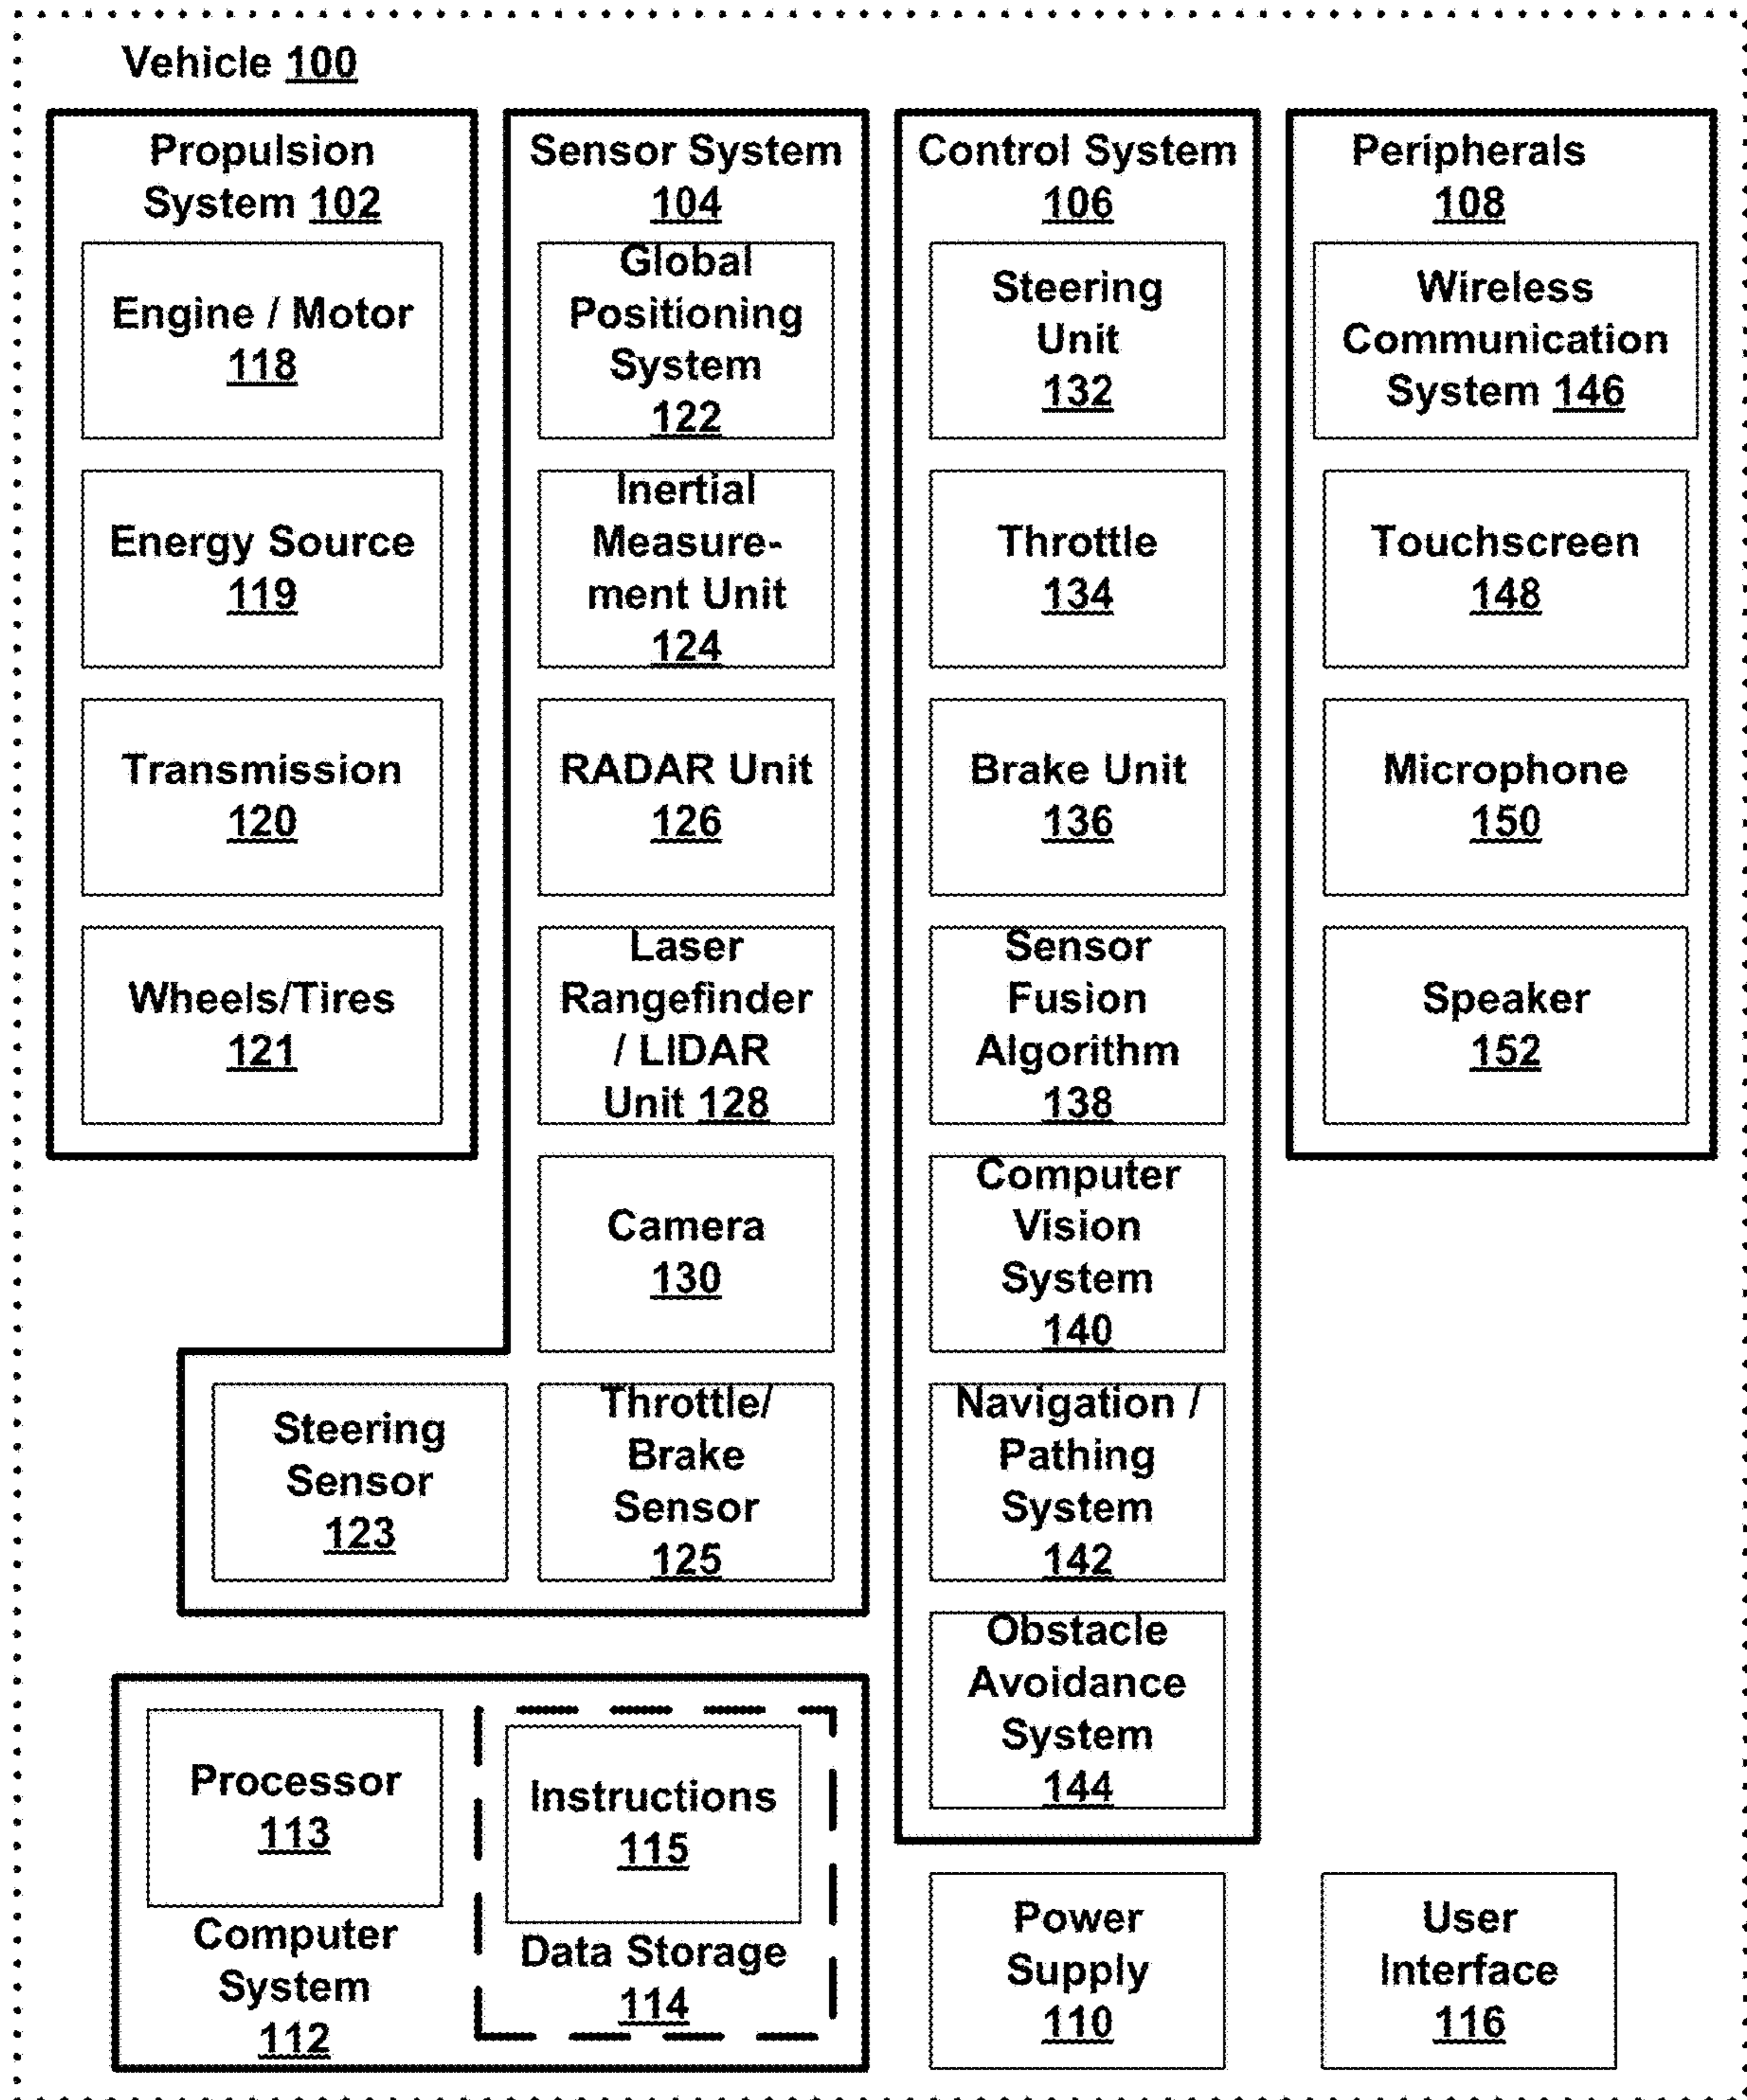 Vehicle 100
Propulsion
System 102
Engine / Motor
118
Energy Source
119
Transmission
120
Wheels/Tires
121
Sensor System
104
Global
Positioning
System
122
Inertial
Measure-
ment Unit
124
RADAR Unit
126
Laser
Rangefinder
/ LIDAR
Unit 128
Camera
130
Steering
Sensor
123
Throttle/
Brake
Sensor
125
Control System
106
Steering
Unit
132
Throttle
134
Brake Unit
136
Sensor
Fusion
Algorithm
138
Computer
Vision
System
140
Navigation /
Pathing
System
142
Obstacle
Avoidance
System
144
Peripherals
108
Wireless
Communication
System 146
Touchscreen
148
Microphone
150
Speaker
152
Processor
113
Computer
System
112
Instructions
115
Data Storage
114
Power
Supply
110
User
Interface
116